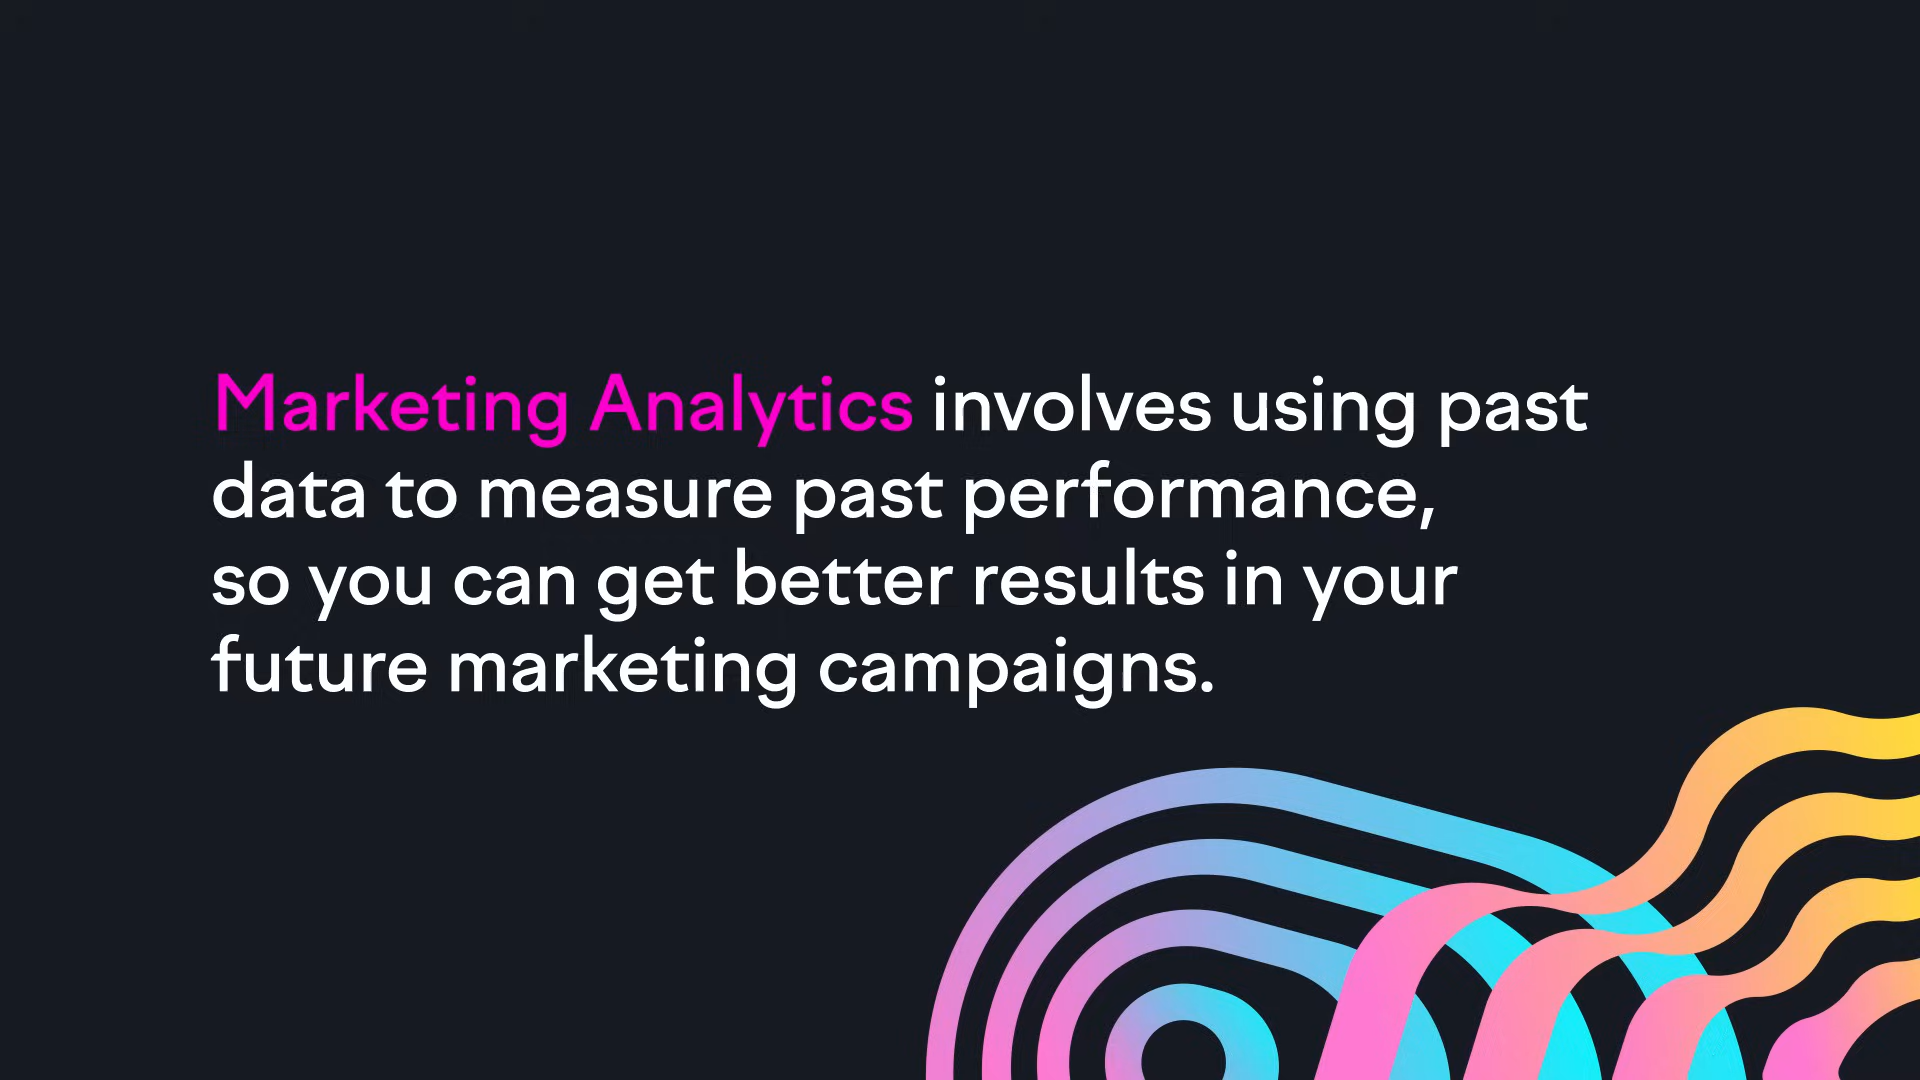 Marketing Analytics involves using past
data to measure past performance,
so you can get better results in your
future marketing campaigns.